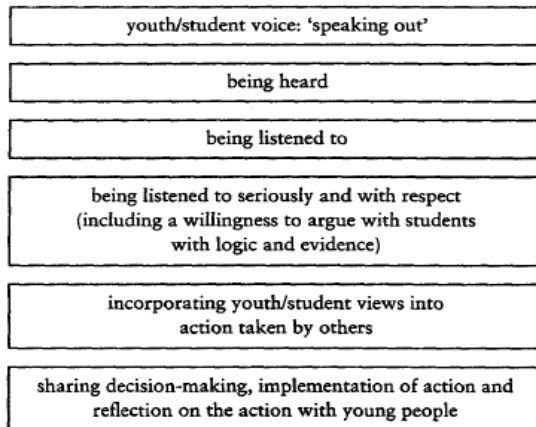 youth/student voice: ‘speaking out’
being heard
being listened to
being listened to seriously and with respect
(including a willingness to argue with students
with logic and evidence)
incorporating youth/student views into
action taken by others
sharing decision-making, implementation of action and
reflection on the action with young people